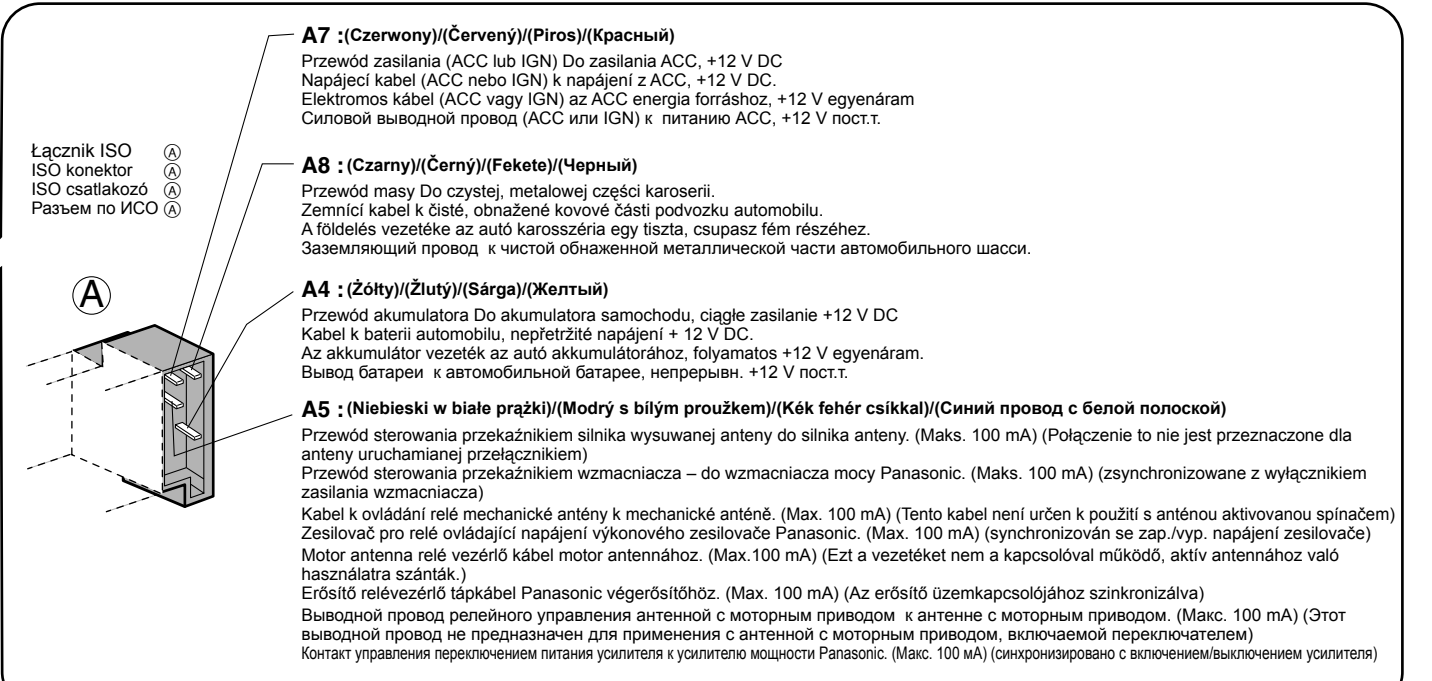 A7 :(Czerwony)/(Červený)/(Piros)/(Красный)
Przewód zasilania (ACC lub IGN) Do zasilania ACC, +12 V DC
Napájecí kabel (ACC nebo IGN) k napájení z ACC, +12 V DC.
Elektromos kábel (ACC vagy IGN) az ACC energia forráshoz, +12 V egyenáram
Силовой выводной провод (ACC или IGN) к питанию ACC, +12 V пост.т.
Łącznik ISO Ⓐ
ISO konektor Ⓐ
ISO csatlakozó Ⓐ
Разъем по ИСО Ⓐ
A8 : (Czarny)/(Černý)/(Fekete)/(Черный)
Przewód masy Do czystej, metalowej części karoserii.
Zemnící kabel k čisté, obnažené kovové části podvozku automobilu.
A földelés vezetéke az autó karosszéria egy tiszta, csupasz fém részéhez.
Заземляющий провод к чистой обнаженной металлической части автомобильного шасси.
Ⓐ
A4 : (Żółty)/(Žlutý)/(Sárga)/(Желтый)
Przewód akumulatora Do akumulatora samochodu, ciągłe zasilanie +12 V DC
Kabel k baterii automobilu, nepřetržité napájení + 12 V DC.
Az akkumulátor vezeték az autó akkumulátorához, folyamatos +12 V egyenáram.
Вывод батареи к автомобильной батарее, непрерывн. +12 V пост.т.
A5 : (Niebieski w białe prążki)/(Modrý s bílým proužkem)/(Kék fehér csíkkal)/(Синий провод с белой полоской)
Przewód sterowania przekaźnikiem silnika wysuwanej anteny do silnika anteny. (Maks. 100 mA) (Połączenie to nie jest przeznaczone dla
anteny uruchamianej przełącznikiem)
Przewód sterowania przekaźnikiem wzmacniacza – do wzmacniacza mocy Panasonic. (Maks. 100 mA) (zsynchronizowane z wyłącznikiem
zasilania wzmacniacza)
Kabel k ovládání relé mechanické antény k mechanické anténě. (Max. 100 mA) (Tento kabel není určen k použití s anténou aktivovanou spínačem)
Zesilovač pro relé ovládající napájení výkonového zesilovače Panasonic. (Max. 100 mA) (synchronizován se zap./vyp. napájení zesilovače)
Motor antenna relé vezérlő kábel motor antennához. (Max.100 mA) (Ezt a vezetéket nem a kapcsolóval működő, aktív antennához való
használatra szánták.)
Erősítő relévezérlő tápkábel Panasonic végerősítőhöz. (Max. 100 mA) (Az erősítő üzemkapcsolójához szinkronizálva)
Выводной провод релейного управления антенной с моторным приводом к антенне с моторным приводом. (Макс. 100 mA) (Этот
выводной провод не предназначен для применения с антенной с моторным приводом, включаемой переключателем)
Контакт управления переключением питания усилителя к усилителю мощности Panasonic. (Макс. 100 мА) (синхронизировано с включением/выключением усилителя)